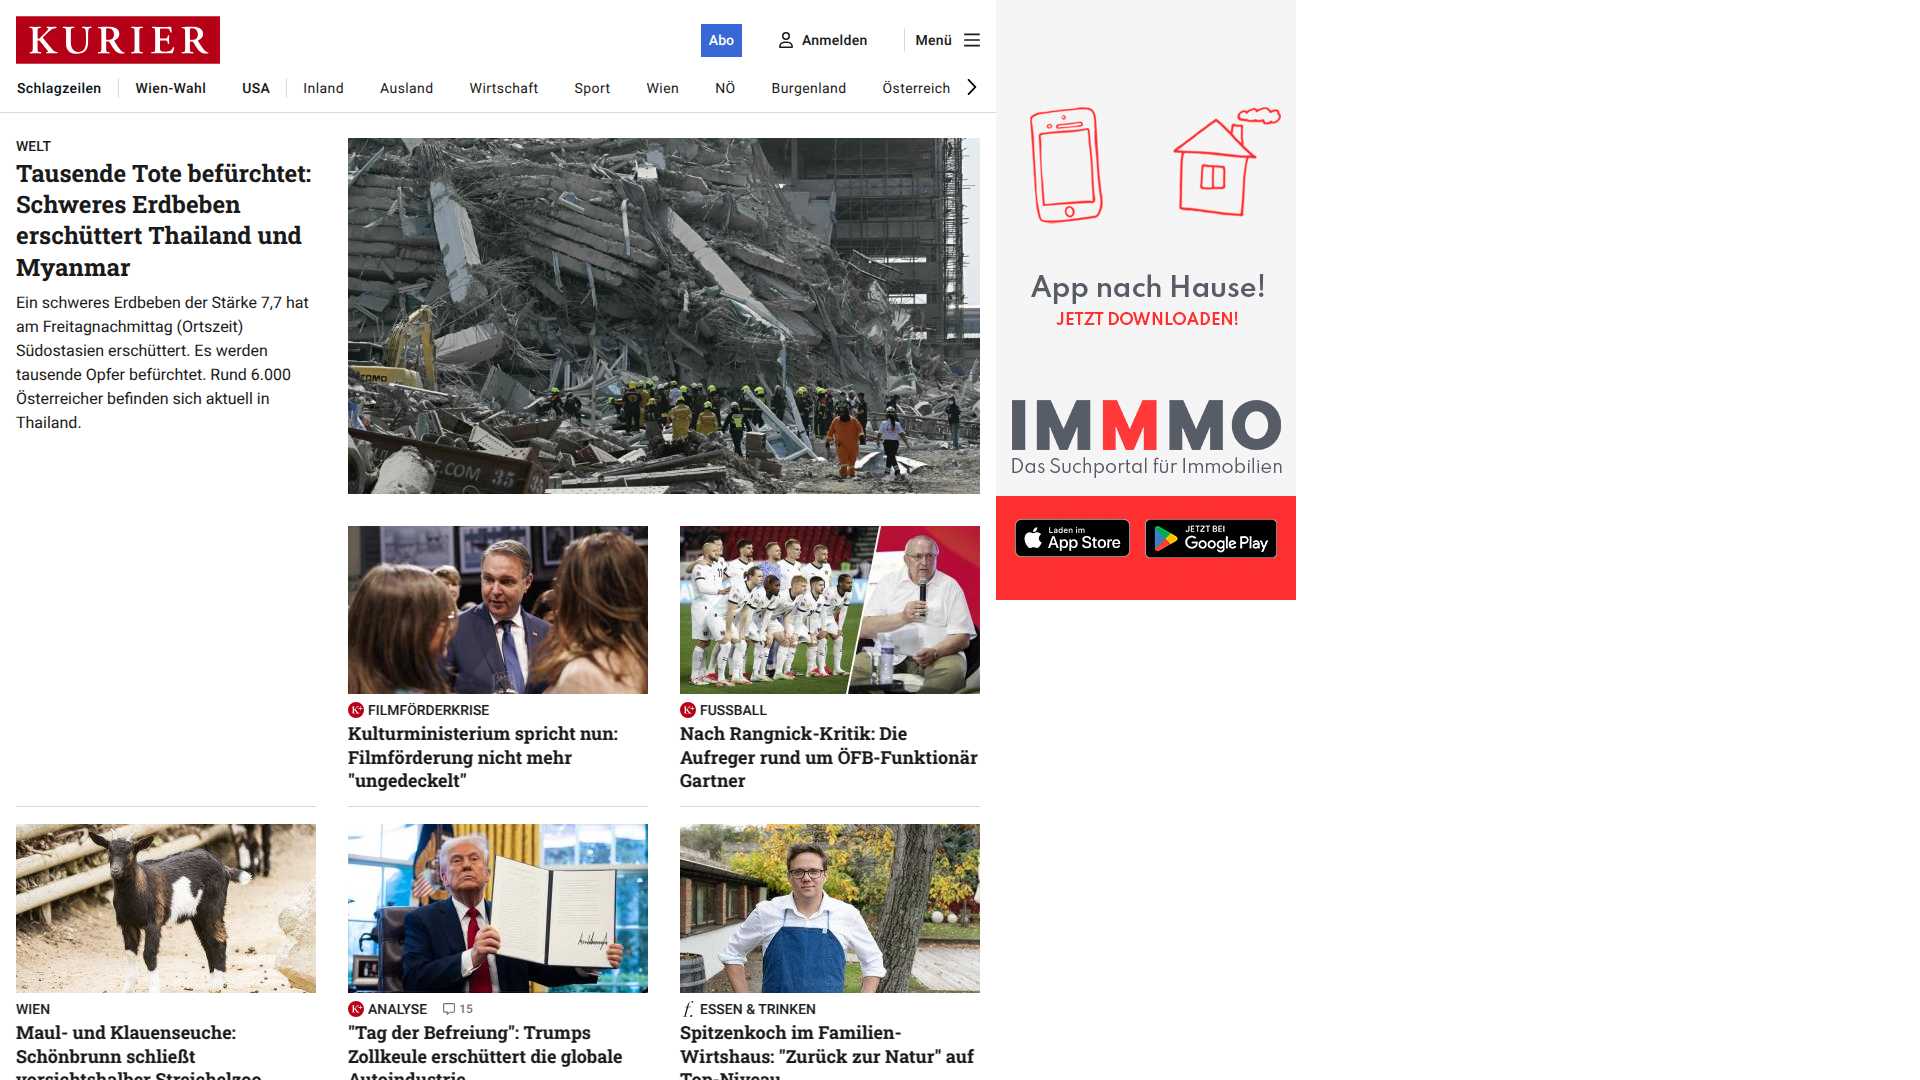 KURIER
Abo
Anmelden
Menü
Schlagzeilen
Wien-Wahl
USA
Inland
Ausland
Wirtschaft
Sport
Wien
NÖ
Burgenland
Österreich
WELT
Tausende Tote befürchtet:
Schweres Erdbeben
erschüttert Thailand und
Myanmar
Ein schweres Erdbeben der Stärke 7,7 hat
am Freitagnachmittag (Ortszeit)
Südostasien erschüttert. Es werden
tausende Opfer befürchtet. Rund 6.000
Österreicher befinden sich aktuell in
Thailand.
K+ FILMFÖRDERKRISE
Kulturministerium spricht nun:
Filmförderung nicht mehr
"ungedeckelt"
K+ FUSSBALL
Nach Rangnick-Kritik: Die
Aufreger rund um ÖFB-Funktionär
Gartner
WIEN
Maul- und Klauenseuche:
Schönbrunn schließt
vorsichtshalber Streichelzoo
K+ ANALYSE 15
"Tag der Befreiung": Trumps
Zollkeule erschüttert die globale
Autoindustrie
f. ESSEN & TRINKEN
Spitzenkoch im Familien-
Wirtshaus: "Zurück zur Natur" auf
Top-Niveau
App nach Hause!
JETZT DOWNLOADEN!
IMMMO
Das Suchportal für Immobilien
Laden im
App Store
JETZT BEI
Google Play